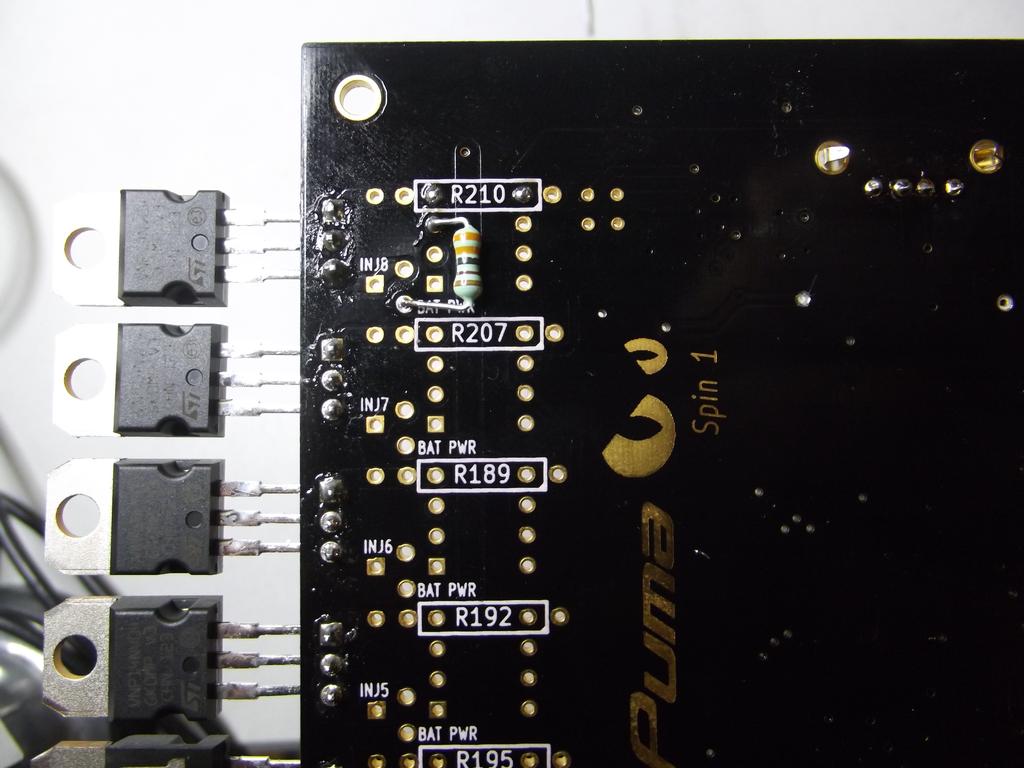 R210
INJ8
BAT PWR
R207
Spin 1
INJ7
BAT PWR
R189
INJ6
BAT PWR
R192
Puma
INJ5
BAT PWR
R195